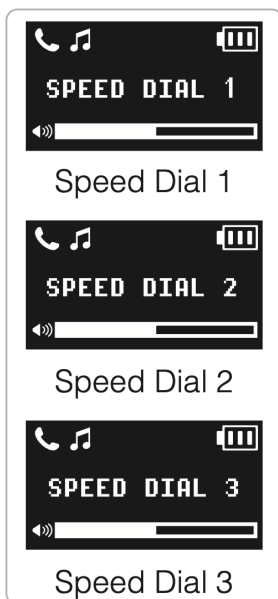 SPEED DIAL 1
Speed Dial 1
SPEED DIAL 2
Speed Dial 2
SPEED DIAL 3
Speed Dial 3